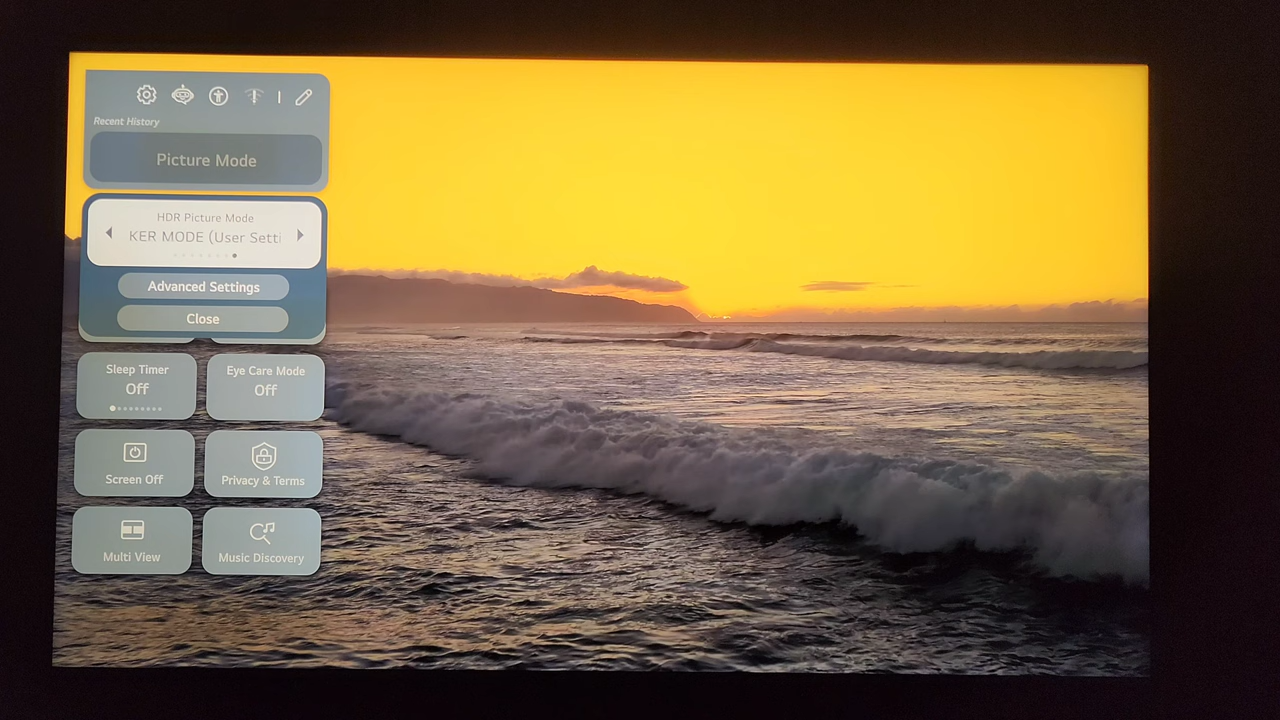 Recent History
Picture Mode
HDR Picture Mode
KER MODE (User Setti
Advanced Settings
Close
Sleep Timer
Off
Eye Care Mode
Off
Screen Off
Privacy & Terms
Multi View
Music Discovery